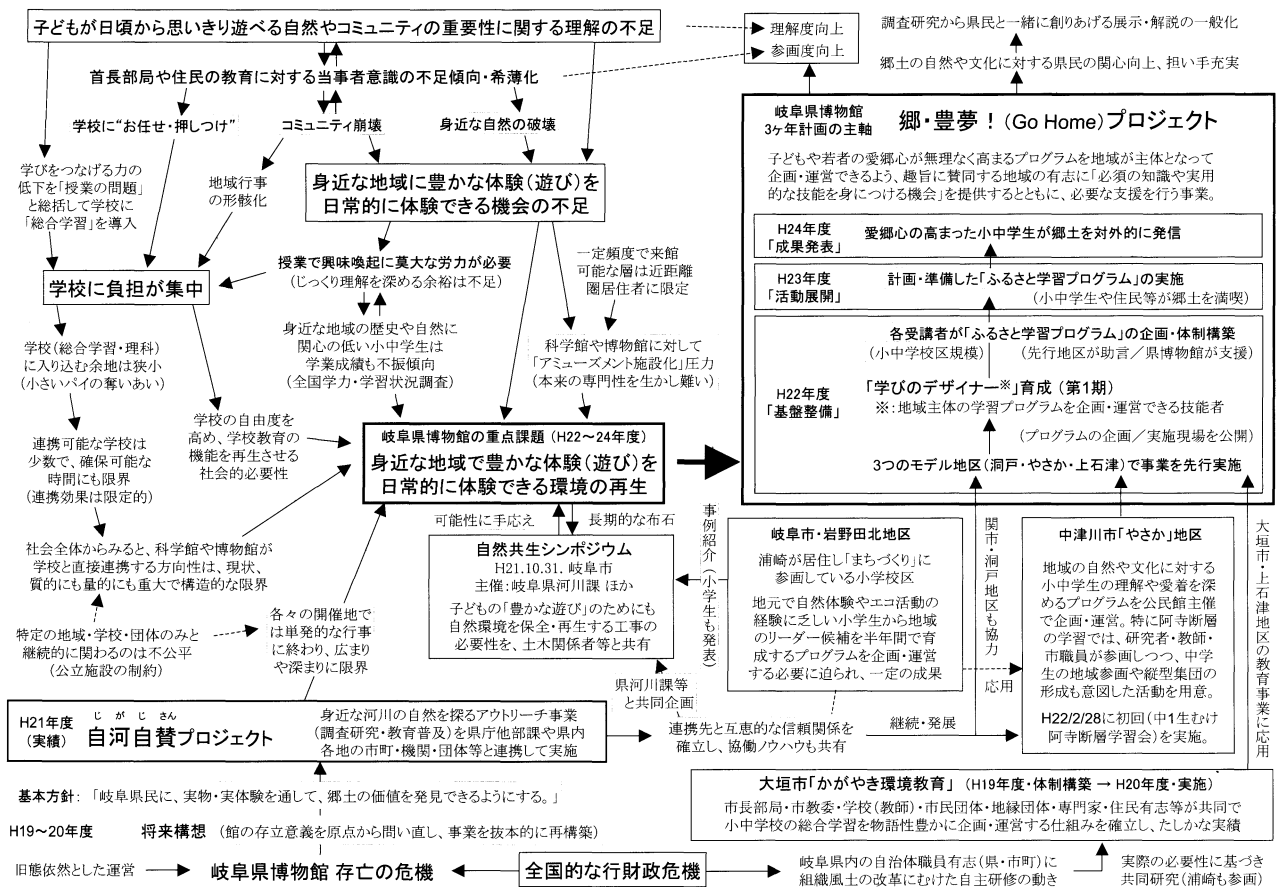 子どもが日頃から思いきり遊べる自然やコミュニティの重要性に関する理解の不足
首長部局や住民の教育に対する当事者意識の不足傾向・希薄化
学校に“お任せ・押しつけ”
コミュニティ崩壊
身近な自然の破壊
学びをつなげる力の
低下を「授業の問題」
と総括して学校に
「総合学習」を導入
地域行事
の形骸化
身近な地域に豊かな体験(遊び)を
日常的に体験できる機会の不足
学校に負担が集中
授業で興味喚起に莫大な労力が必要
(じっくり理解を深める余裕は不足)
一定頻度で来館
可能な層は近距離
圏居住者に限定
身近な地域の歴史や自然に
関心の低い小中学生は
学業成績も不振傾向
(全国学力・学習状況調査)
科学館や博物館に対して
「アミューズメント施設化」圧力
(本来の専門性を生かし難い)
学校(総合学習・理科)
に入り込む余地は狭小
(小さいパイの奪いあい)
学校の自由度を
高め、学校教育の
機能を再生させる
社会的必要性
連携可能な学校は
少数で、確保可能な
時間にも限界
(連携効果は限定的)
岐阜県博物館の重点課題(H22~24年度)
身近な地域で豊かな体験(遊び)を
日常的に体験できる環境の再生
社会全体からみると、科学館や博物館が
学校と直接連携する方向性は、現状、
質的にも量的にも重大で構造的な限界
特定の地域・学校・団体のみと
継続的に関わるのは不公平
(公立施設の制約)
各々の開催地で
は単発的な行事
に終わり、広まり
や深まりに限界
可能性に手応え
長期的な布石
自然共生シンポジウム
H21.10.31. 岐阜市
主催:岐阜県河川課 ほか
子どもの「豊かな遊び」のためにも
自然環境を保全・再生する工事の
必要性を、土木関係者等と共有
県河川課等
と共同企画
H21年度
(実績)
じ が じ さん
自河自賛プロジェクト
身近な河川の自然を探るアウトリーチ事業
(調査研究・教育普及)を県庁他部課や県内
各地の市町・機関・団体等と連携して実施
連携先と互恵的な信頼関係を
確立し、協働ノウハウも共有
継続・発展
基本方針:「岐阜県民に、実物・実体験を通して、郷土の価値を発見できるようにする。」
H19~20年度 将来構想 (館の存立意義を原点から問い直し、事業を抜本的に再構築)
旧態依然とした運営
岐阜県博物館 存亡の危機
全国的な行財政危機
岐阜県内の自治体職員有志(県・市町)に
組織風土の改革にむけた自主研修の動き
実際の必要性に基づき
共同研究(浦崎も参画)
理解度向上
参画度向上
調査研究から県民と一緒に創りあげる展示・解説の一般化
郷土の自然や文化に対する県民の関心向上、担い手充実
岐阜県博物館
3ヶ年計画の主軸
郷・豊夢!(Go Home)プロジェクト
子どもや若者の愛郷心が無理なく高まるプログラムを地域が主体となって
企画・運営できるよう、趣旨に賛同する地域の有志に「必須の知識や実用
的な技能を身につける機会」を提供するとともに、必要な支援を行う事業。
H24年度
「成果発表」
愛郷心の高まった小中学生が郷土を対外的に発信
H23年度
「活動展開」
計画・準備した「ふるさと学習プログラム」の実施
(小中学生や住民等が郷土を満喫)
H22年度
「基盤整備」
各受講者が「ふるさと学習プログラム」の企画・体制構築
(小中学校区規模)
(先行地区が助言/県博物館が支援)
「学びのデザイナー※」育成(第1期)
※:地域主体の学習プログラムを企画・運営できる技能者
(プログラムの企画/実施現場を公開)
3つのモデル地区(洞戸・やさか・上石津)で事業を先行実施
事例紹介(小学生も発表)
岐阜市・岩野田北地区
浦崎が居住し「まちづくり」に
参画している小学校区
地元で自然体験やエコ活動の
経験に乏しい小学生から地域
のリーダー候補を半年間で育
成するプログラムを企画・運営
する必要に迫られ、一定の成果
関市・洞戸地区も協力
応用
中津川市「やさか」地区
地域の自然や文化に対する
小中学生の理解や愛着を深
めるプログラムを公民館主催
で企画・運営。特に阿寺断層
の学習では、研究者・教師・
市職員が参画しつつ、中学生
の地域参画や縦型集団の
形成も意図した活動を用意。
H22/2/28に初回(中1生むけ
阿寺断層学習会)を実施。
大垣市・上石津地区の教育事業に応用
大垣市「かがやき環境教育」(H19年度・体制構築 → H20年度・実施)
市長部局・市教委・学校(教師)・市民団体・地縁団体・専門家・住民有志等が共同で
小中学校の総合学習を物語性豊かに企画・運営する仕組みを確立し、たしかな実績